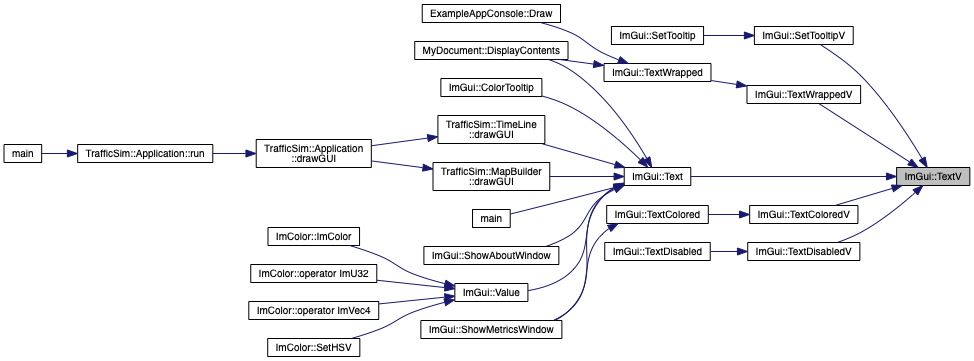 ExampleAppConsole::Draw
ImGui::SetTooltip
ImGui::SetTooltipV
MyDocument::DisplayContents
ImGui::TextWrapped
ImGui::ColorTooltip
ImGui::TextWrappedV
TrafficSim::TimeLine
::drawGUI
main
TrafficSim::Application::run
TrafficSim::Application
::drawGUI
TrafficSim::MapBuilder
::drawGUI
ImGui::Text
ImGui::TextV
main
ImGui::TextColored
ImGui::TextColoredV
ImColor::ImColor
ImGui::ShowAboutWindow
ImGui::TextDisabled
ImGui::TextDisabledV
ImColor::operator ImU32
ImGui::Value
ImColor::operator ImVec4
ImGui::ShowMetricsWindow
ImColor::SetHSV